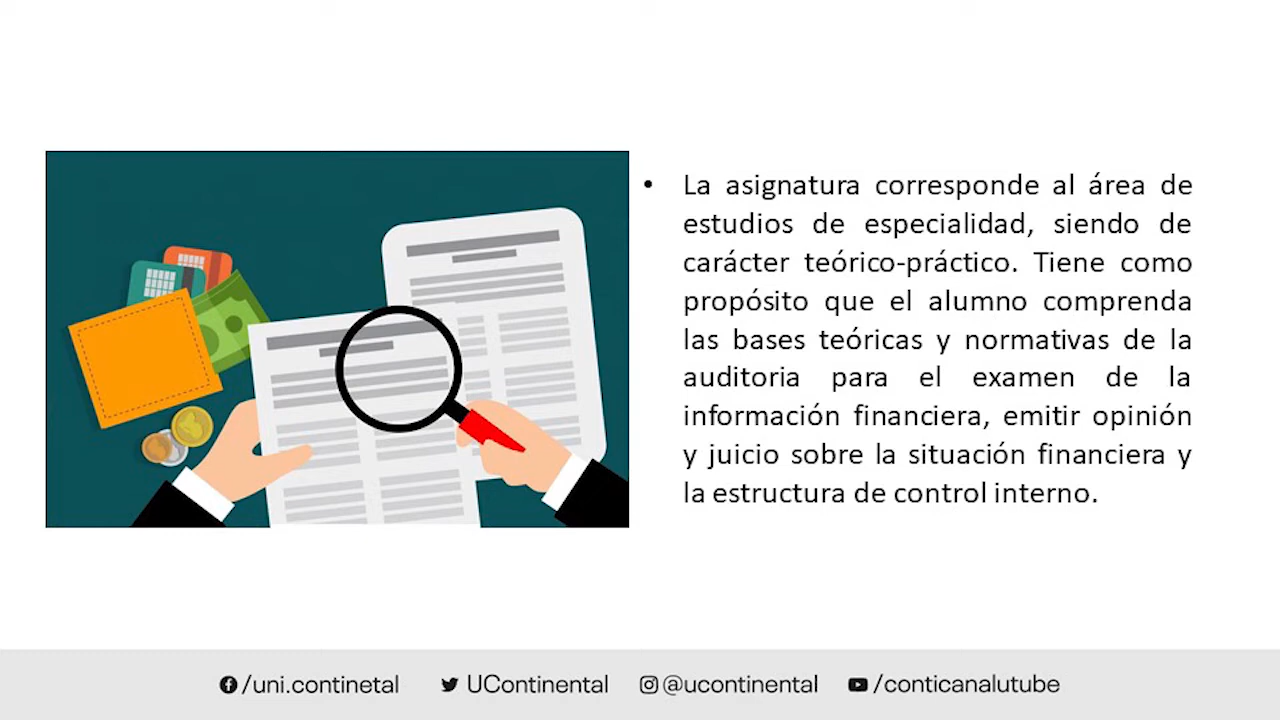 • La asignatura corresponde al área de
estudios de especialidad, siendo de
carácter teórico-práctico. Tiene como
propósito que el alumno comprenda
las bases teóricas y normativas de la
auditoria para el examen de la
información financiera, emitir opinión
y juicio sobre la situación financiera y
la estructura de control interno.
/uni.continetal UContinental @ucontinental /conticanalutube